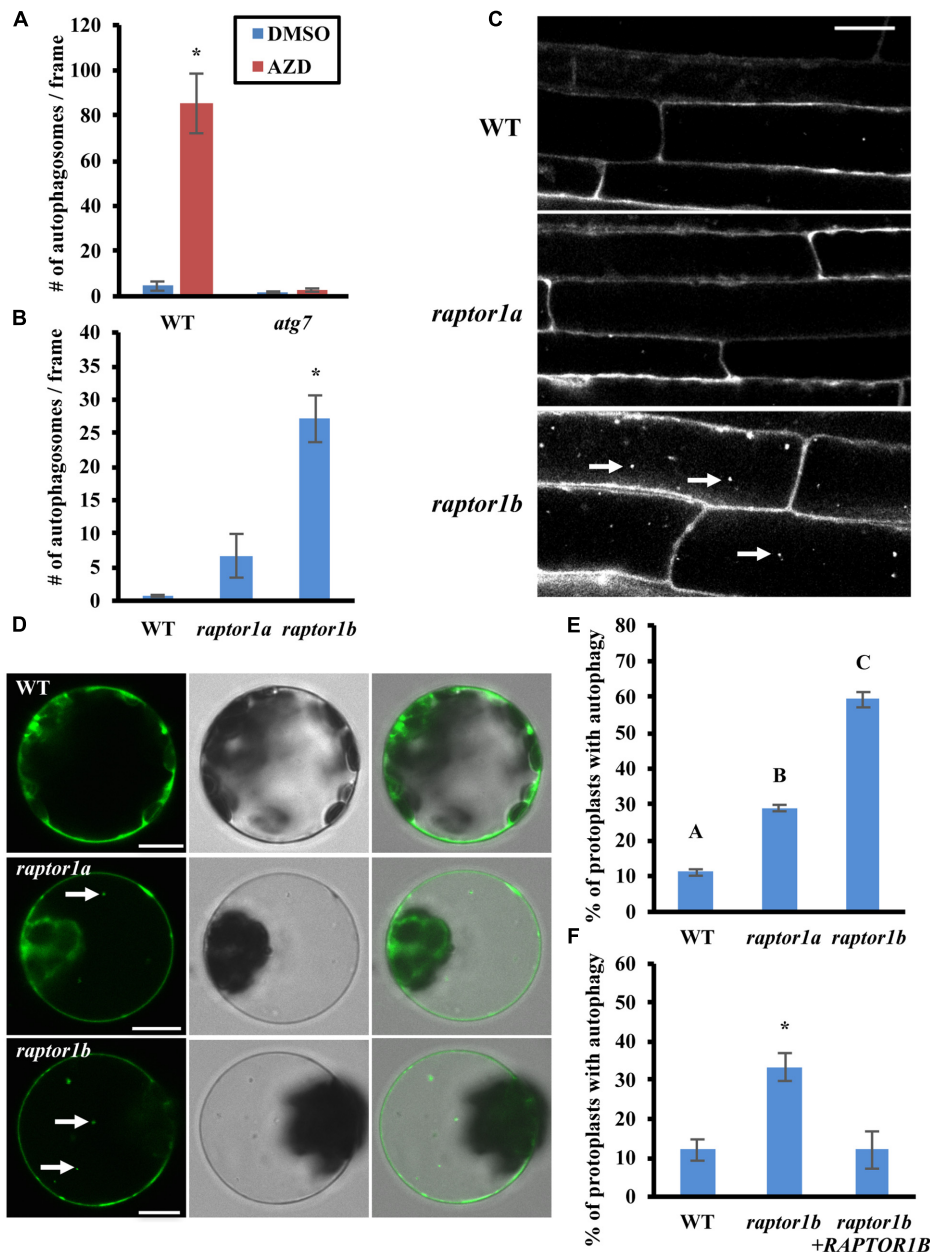 A
# of autophagosomes / frame
120
100
80
60
40
20
0
DMSO
AZD
*
WT
atg7
B
# of autophagosomes / frame
40
35
30
25
20
15
10
5
0
*
WT
raptor1a
raptor1b
C
WT
raptor1a
raptor1b
D
WT
raptor1a
raptor1b
E
% of protoplasts with autophagy
80
70
60
50
40
30
20
10
0
A
B
C
WT
raptor1a
raptor1b
F
% of protoplasts with autophagy
60
50
40
30
20
10
0
*
WT
raptor1b
raptor1b
+RAPTOR1B